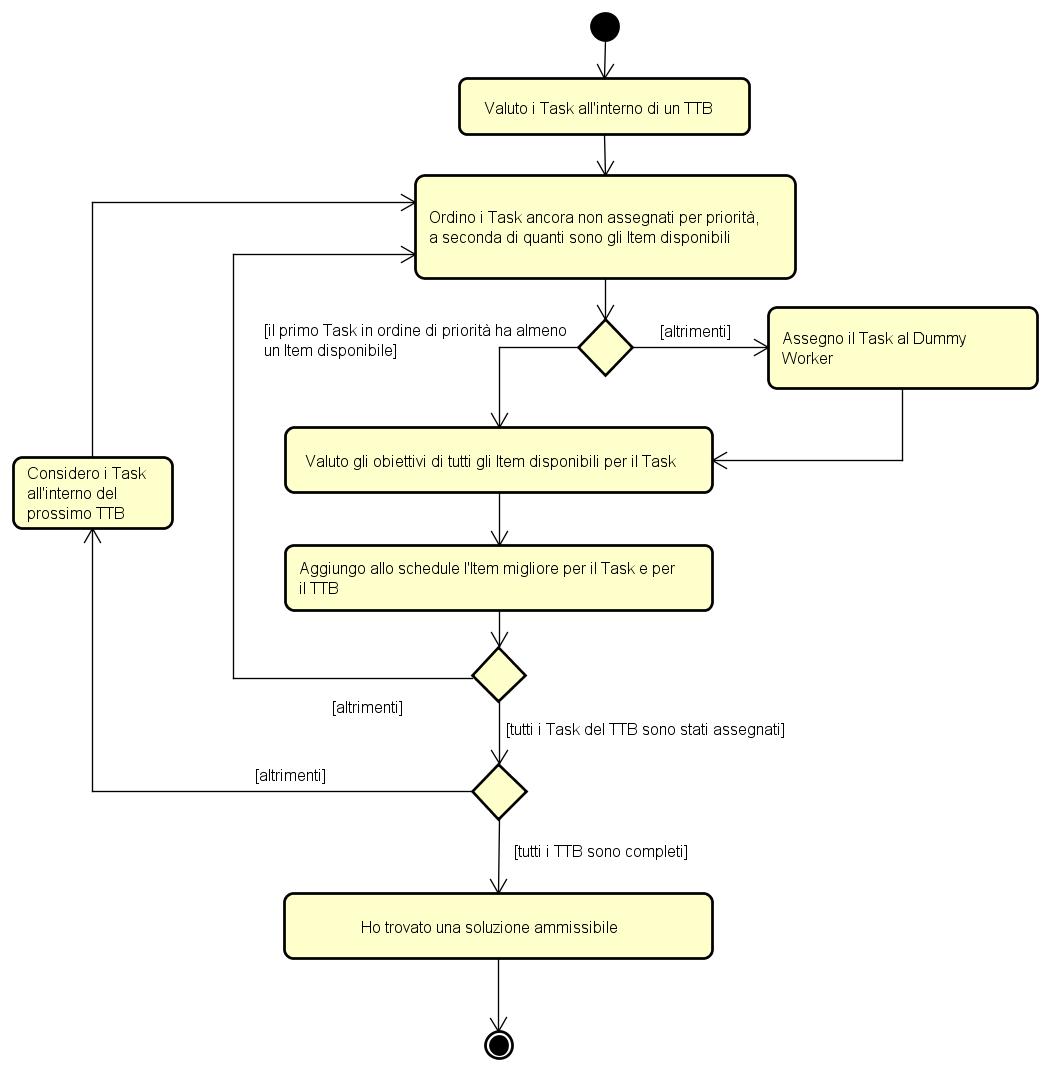 Valuto i Task all'interno di un TTB
Ordino i Task ancora non assegnati per priorità,
a seconda di quanti sono gli Item disponibili
[il primo Task in ordine di priorità ha almeno
un Item disponibile]
[altrimenti]
Assegno il Task al Dummy
Worker
Valuto gli obiettivi di tutti gli Item disponibili per il Task
Considero i Task
all'interno del
prossimo TTB
Aggiungo allo schedule l'Item migliore per il Task e per
il TTB
[altrimenti]
[tutti i Task del TTB sono stati assegnati]
[altrimenti]
[tutti i TTB sono completi]
Ho trovato una soluzione ammissibile